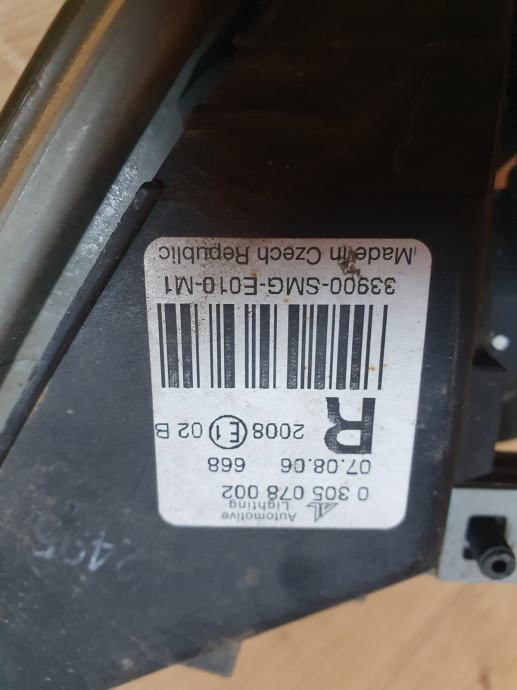 AL
Automotive
Lighting
0 305 078 002
07.08.06 668
R 2008 E1 02 B
33900-SMG-E010-M1
Made in Czech Republic